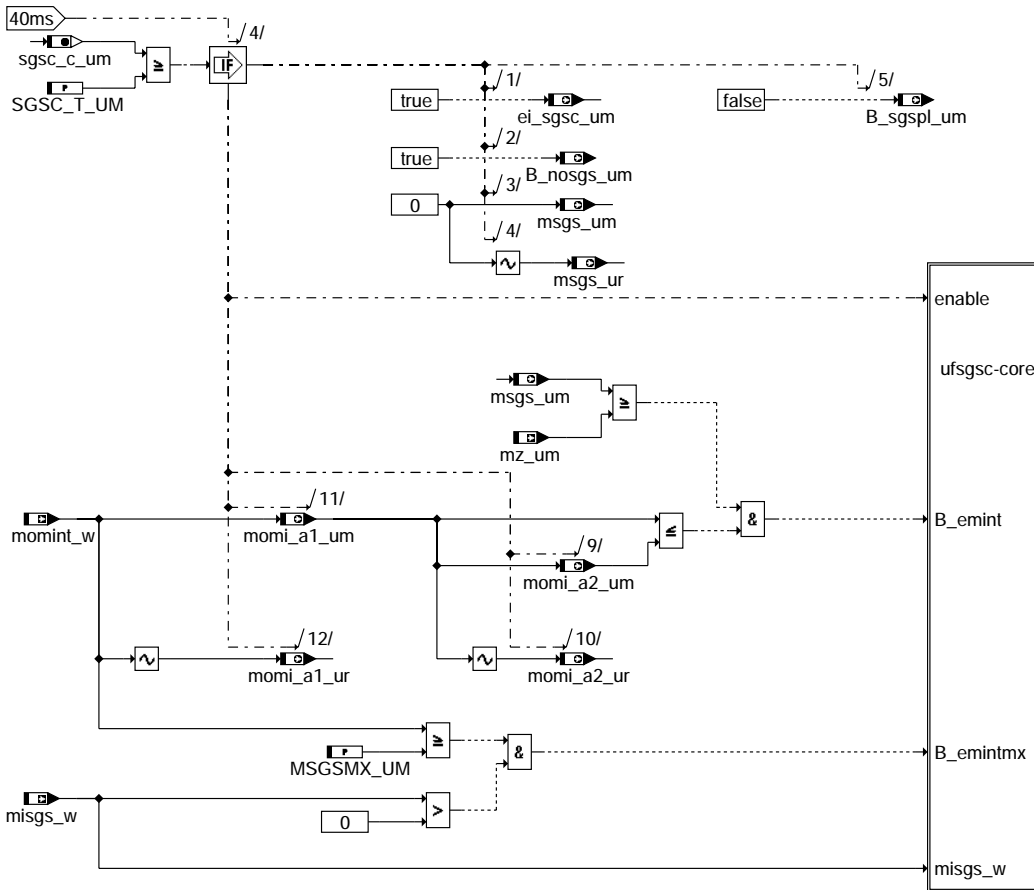 40ms
4/
sgsc_c_um
≥
IF
SGSC_T_UM
P
1/
5/
true
ei_sgsc_um
false
B_sgspl_um
2/
true
B_nosgs_um
3/
0
msgs_um
4/
msgs_ur
enable
ufsgsc-core
msgs_um
≥
mz_um
11/
&
momint_w
momi_a1_um
≤
B_emint
9/
momi_a2_um
12/
10/
momi_a1_ur
momi_a2_ur
≥
P
&
B_emintmx
MSGSMX_UM
misgs_w
>
0
misgs_w